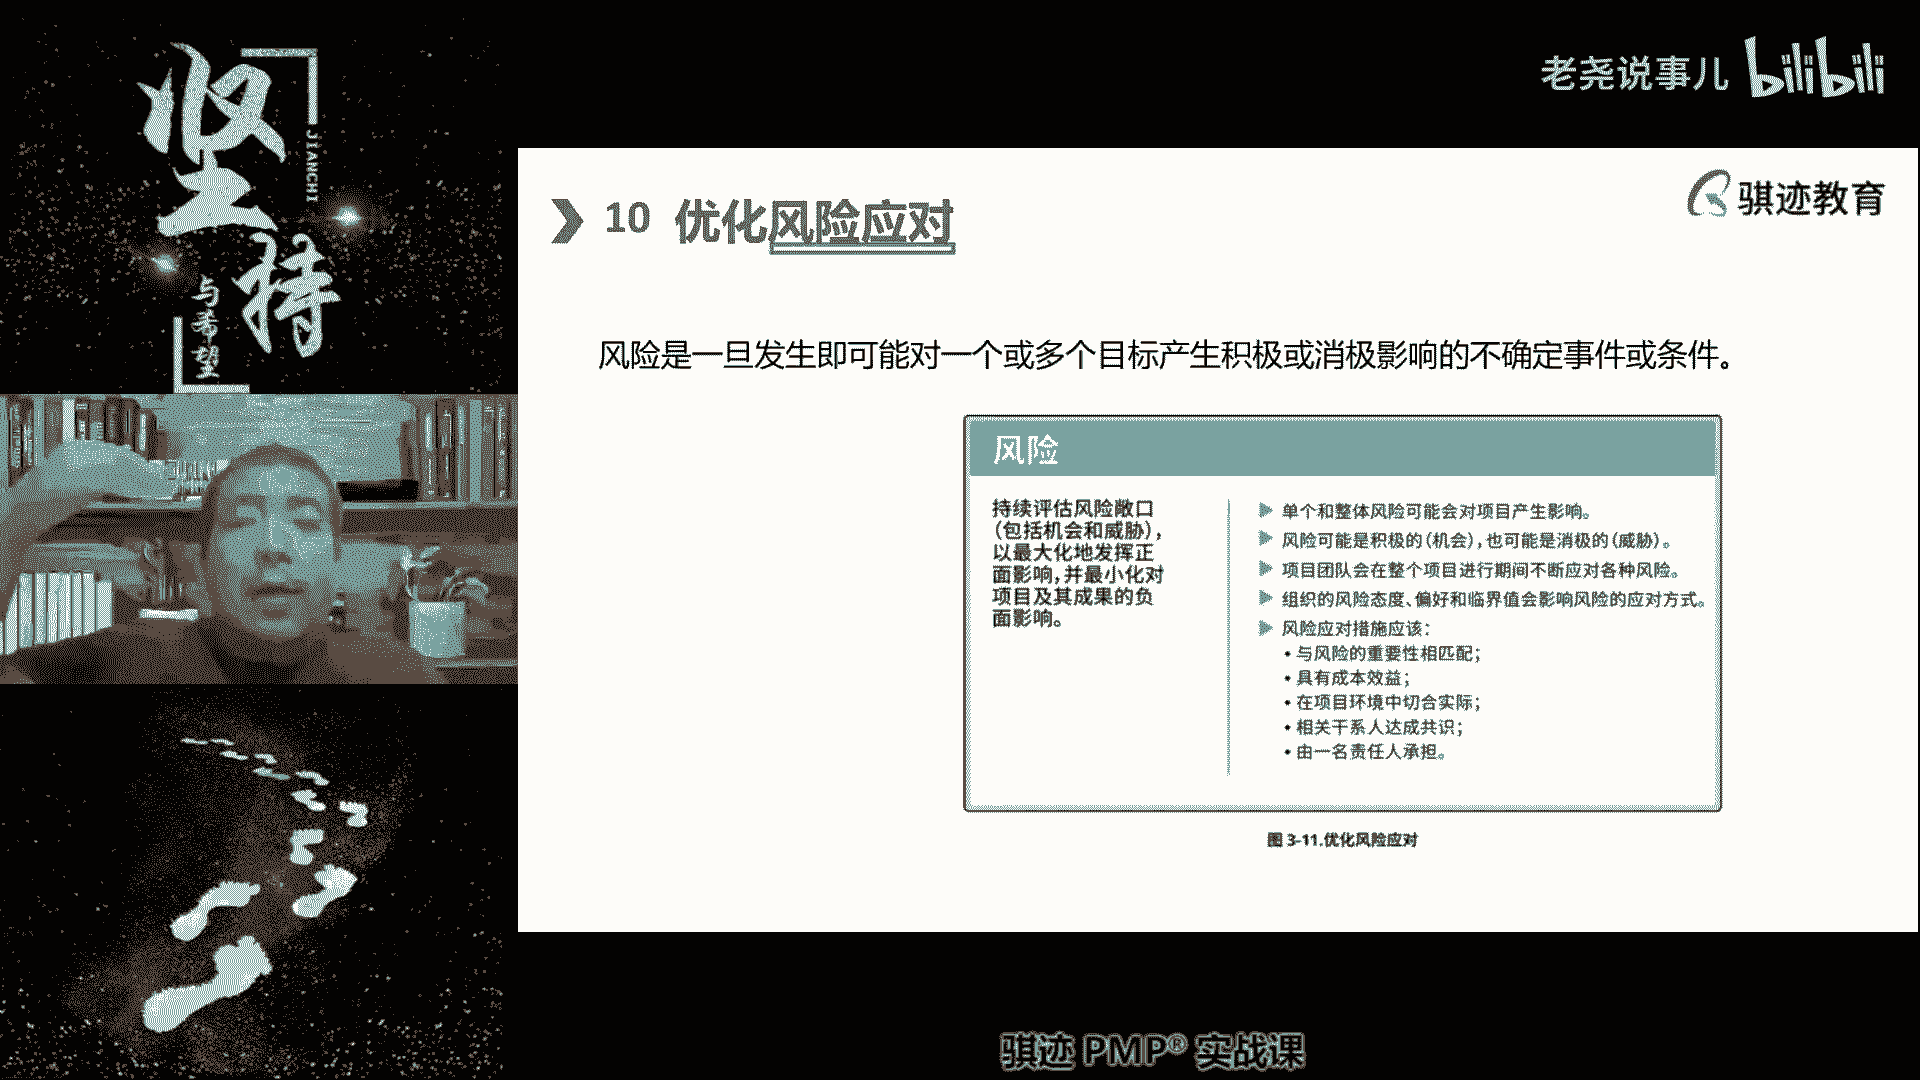 坚持
JIANCHI
与希望
老尧说事儿 bilibili
骐迹教育
10 优化风险应对
风险是一旦发生即可能对一个或多个目标产生积极或消极影响的不确定事件或条件。
风险
持续评估风险敞口
(包括机会和威胁),
以最大化地发挥正
面影响,并最小化对
项目及其成果的负
面影响。
单个和整体风险可能会对项目产生影响。
风险可能是积极的(机会),也可能是消极的(威胁)。
项目团队会在整个项目进行期间不断应对各种风险。
组织的风险态度、偏好和临界值会影响风险的应对方式。
风险应对措施应该:
• 与风险的重要性相匹配;
• 具有成本效益;
• 在项目环境中切合实际;
• 相关干系人达成共识;
• 由一名责任人承担。
图 3-11.优化风险应对
骐迹 PMP® 实战课